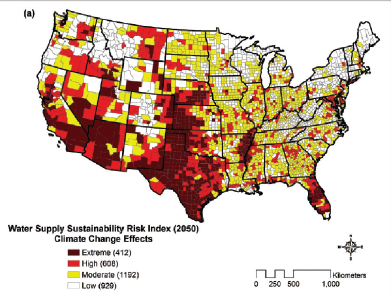 (a)
Water Supply Sustainability Risk Index (2050)
Climate Change Effects
Extreme (412)
High (608)
Moderate (1192)
Low (929)
Kilometers
0 250 500 1,000